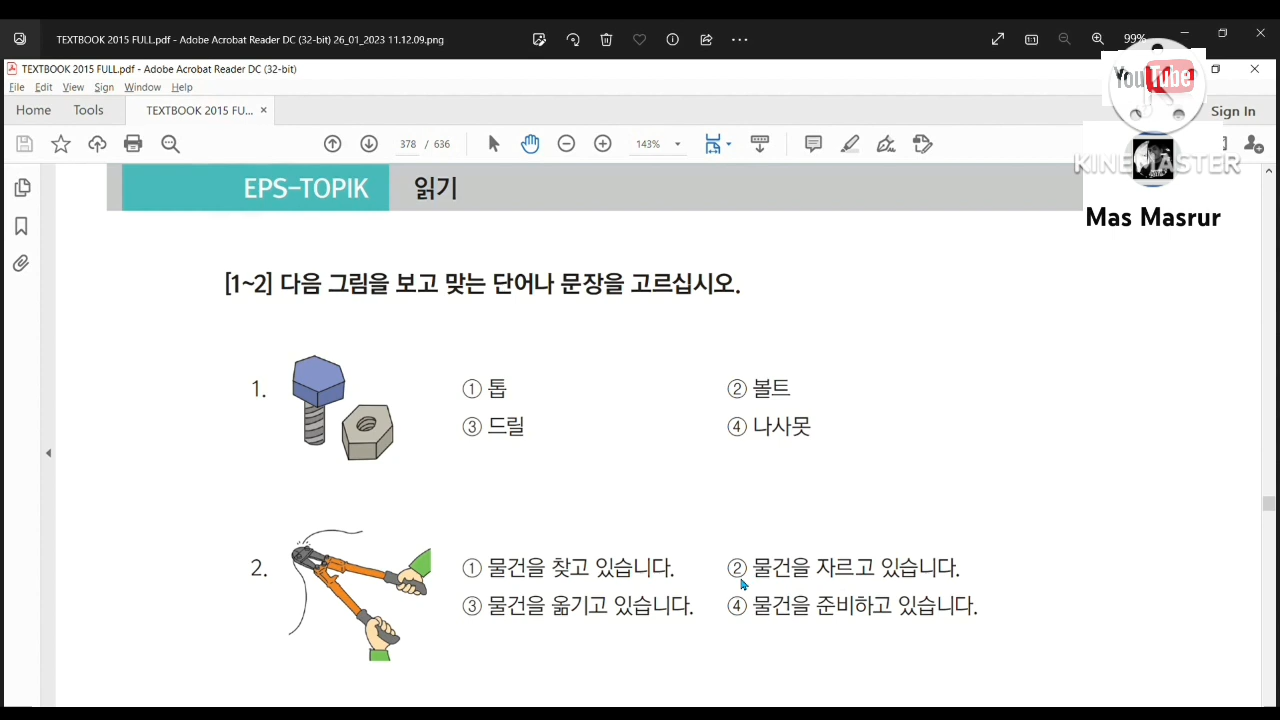 TEXTBOOK 2015 FULL.pdf - Adobe Acrobat Reader DC (32-bit) 26_01_2023 11.12.09.png
99%
TEXTBOOK 2015 FULL.pdf - Adobe Acrobat Reader DC (32-bit)
File Edit View Sign Window Help
YouTube
Home Tools TEXTBOOK 2015 FU... × Sign In
378 / 636 143%
KINEMASTER
EPS-TOPIK 읽기
Mas Masrur
[1~2] 다음 그림을 보고 맞는 단어나 문장을 고르십시오.
1. ① 톱 ② 볼트
③ 드릴 ④ 나사못
2. ① 물건을 찾고 있습니다. ② 물건을 자르고 있습니다.
③ 물건을 옮기고 있습니다. ④ 물건을 준비하고 있습니다.